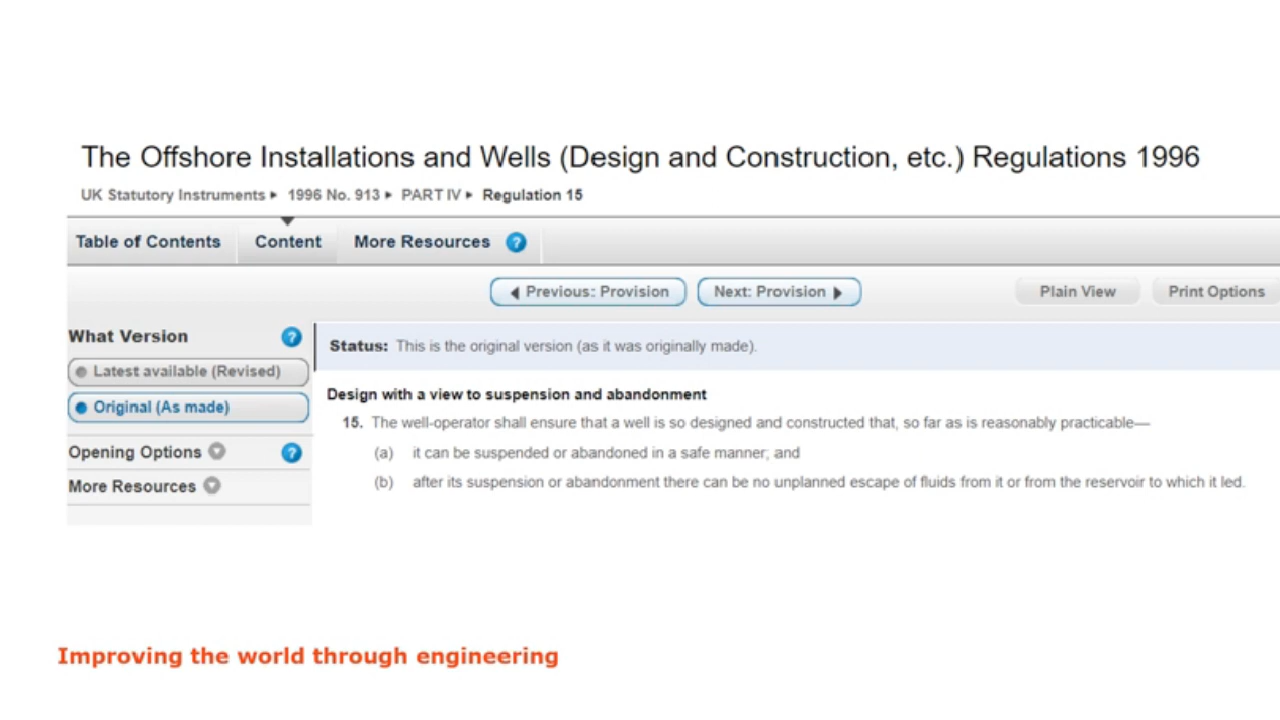 The Offshore Installations and Wells (Design and Construction, etc.) Regulations 1996
UK Statutory Instruments ▸ 1996 No. 913 ▸ PART IV ▸ Regulation 15
Table of Contents Content More Resources ?
Previous: Provision Next: Provision Plain View Print Options
What Version ?
Latest available (Revised)
Original (As made)
Opening Options ?
More Resources
Status: This is the original version (as it was originally made).
Design with a view to suspension and abandonment
15. The well-operator shall ensure that a well is so designed and constructed that, so far as is reasonably practicable—
(a) it can be suspended or abandoned in a safe manner; and
(b) after its suspension or abandonment there can be no unplanned escape of fluids from it or from the reservoir to which it led.
Improving the world through engineering